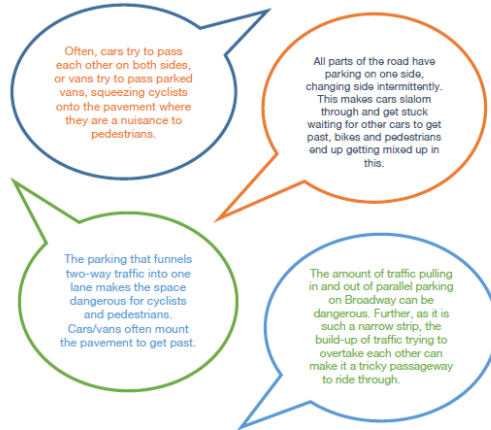 Often, cars try to pass
each other on both sides,
or vans try to pass parked
vans, squeezing cyclists
onto the pavement where
they are a nuisance to
pedestrians.
All parts of the road have
parking on one side,
changing side intermittently.
This makes cars slalom
through and get stuck
waiting for other cars to get
past, bikes and pedestrians
end up getting mixed up in
this.
The parking that funnels
two-way traffic into one
lane makes the space
dangerous for cyclists
and pedestrians.
Cars/vans often mount
the pavement to get past.
The amount of traffic pulling
in and out of parallel parking
on Broadway can be
dangerous. Further, as it is
such a narrow strip, the
build-up of traffic trying to
overtake each other can
make it a tricky passageway
to ride through.